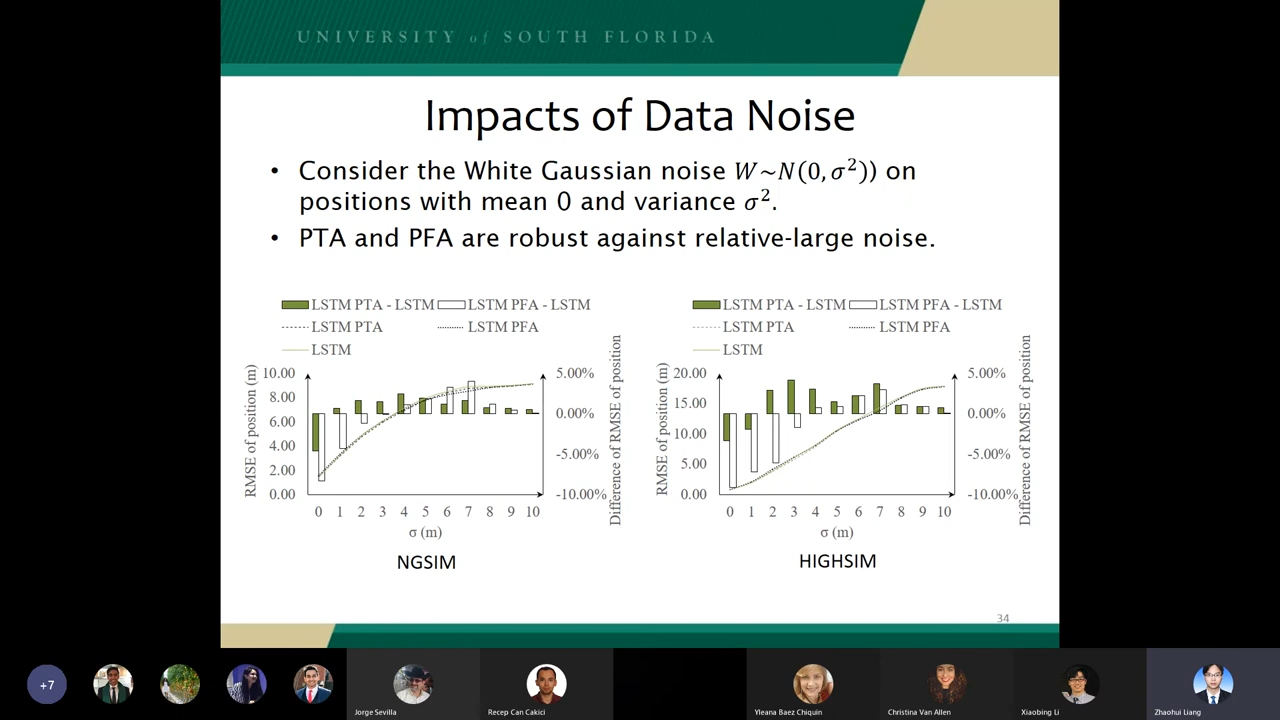 UNIVERSITY of SOUTH FLORIDA
Impacts of Data Noise
• Consider the White Gaussian noise W~N(0, σ²)) on
positions with mean 0 and variance σ².
• PTA and PFA are robust against relative-large noise.
LSTM PTA - LSTM LSTM PFA - LSTM
LSTM PTA LSTM PFA
LSTM
RMSE of position (m)
10.00
8.00
6.00
4.00
2.00
0.00
5.00%
0.00%
-5.00%
-10.00%
Difference of RMSE of position
0 1 2 3 4 5 6 7 8 9 10
σ (m)
NGSIM
LSTM PTA - LSTM LSTM PFA - LSTM
LSTM PTA LSTM PFA
LSTM
RMSE of position (m)
20.00
15.00
10.00
5.00
0.00
5.00%
0.00%
-5.00%
-10.00%
Difference of RMSE of position
0 1 2 3 4 5 6 7 8 9 10
σ (m)
HIGHSIM
34
+7
Jorge Sevilla
Recep Can Cakici
Yleana Baez Chiquin
Christina Van Allen
Xiaobing Li
Zhaohui Liang